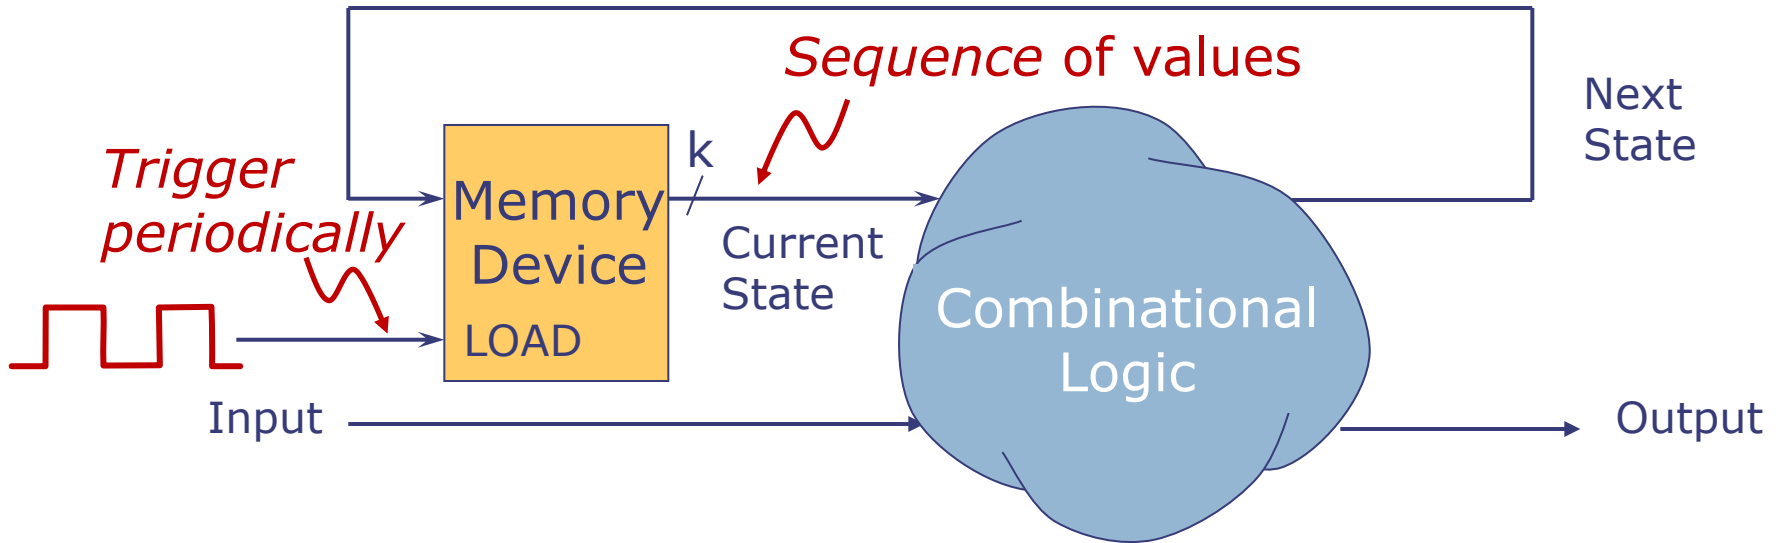 Sequence of values
Next
State
Trigger
periodically
k
Memory
Device
LOAD
Current
State
Combinational
Logic
Input
Output